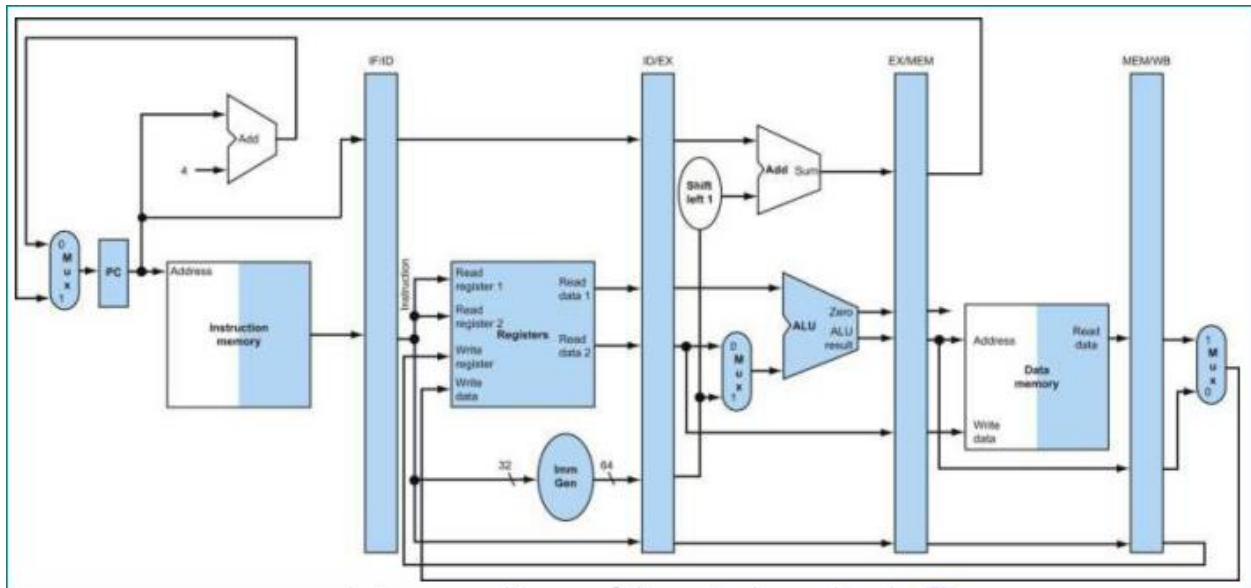 IF/ID
ID/EX
EX/MEM
MEM/WB
Add
4
Add Sum
Shift
left 1
0
M
u
x
1
PC
Address
Instruction
memory
Instruction
Read
register 1
Read
register 2
Registers
Write
register
Write
data
Read
data 1
Read
data 2
0
M
u
x
1
Zero
ALU
ALU
result
Address
Read
data
Data
memory
Write
data
1
M
u
x
0
32
Imm
Gen
64